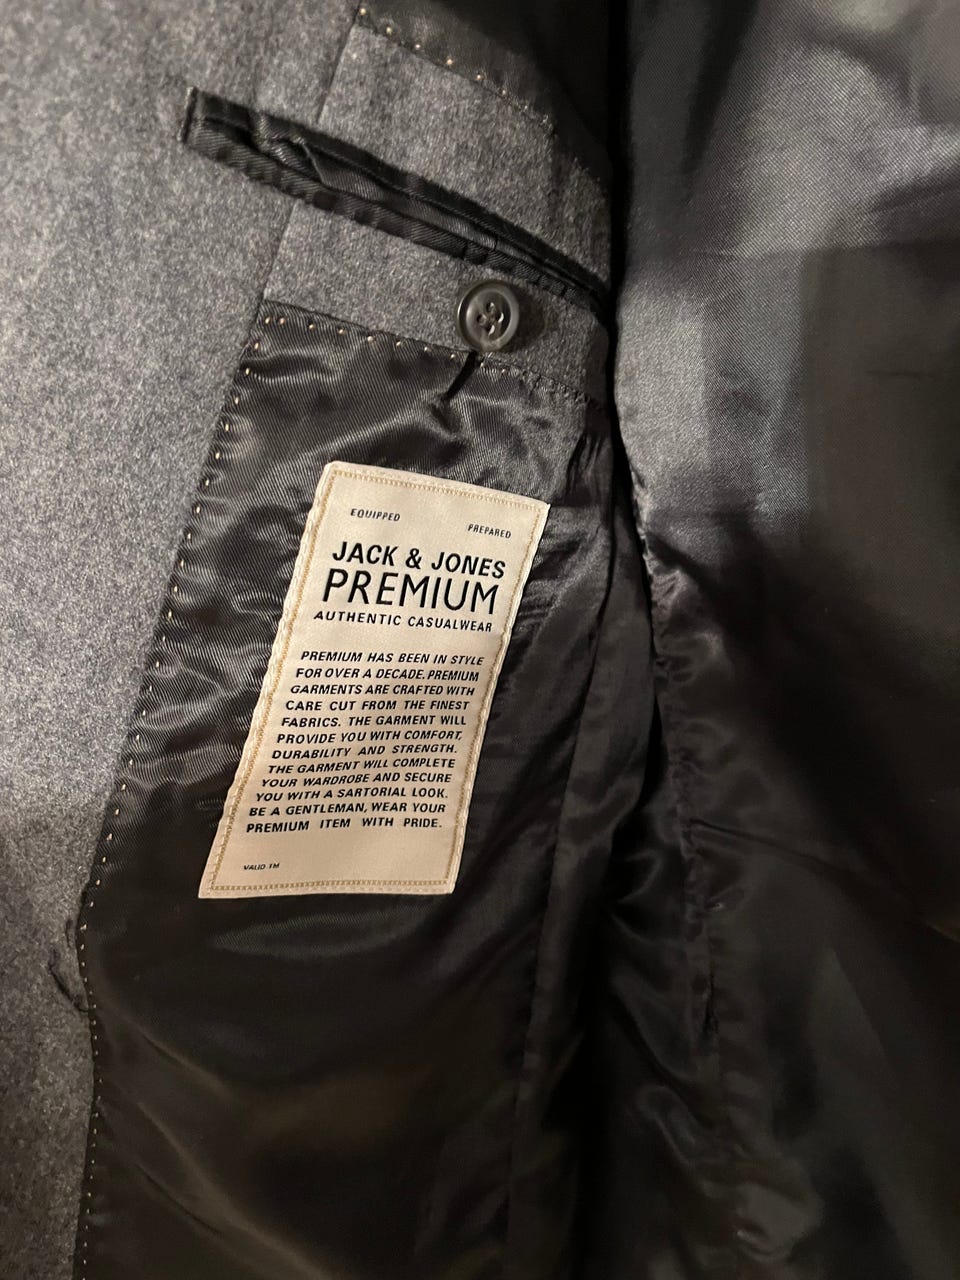 EQUIPPED PREPARED
JACK & JONES
PREMIUM
AUTHENTIC CASUALWEAR
PREMIUM HAS BEEN IN STYLE
FOR OVER A DECADE. PREMIUM
GARMENTS ARE CRAFTED WITH
CARE CUT FROM THE FINEST
FABRICS. THE GARMENT WILL
PROVIDE YOU WITH COMFORT,
DURABILITY AND STRENGTH.
THE GARMENT WILL COMPLETE
YOUR WARDROBE AND SECURE
YOU WITH A SARTORIAL LOOK.
BE A GENTLEMAN, WEAR YOUR
PREMIUM ITEM WITH PRIDE.
VALID TM